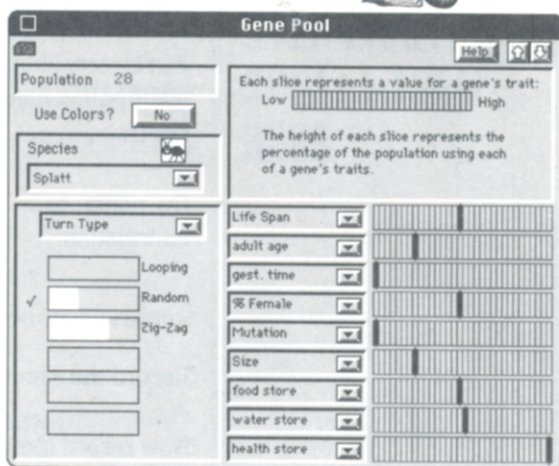 Gene Pool
Help
Population 28
Use Colors? No
Species
Splatt
Each slice represents a value for a gene's trait:
Low High
The height of each slice represents the
percentage of the population using each
of a gene's traits.
Turn Type
Looping
✓ Random
Zig-Zag
Life Span
adult age
gest. time
% Female
Mutation
Size
food store
water store
health store